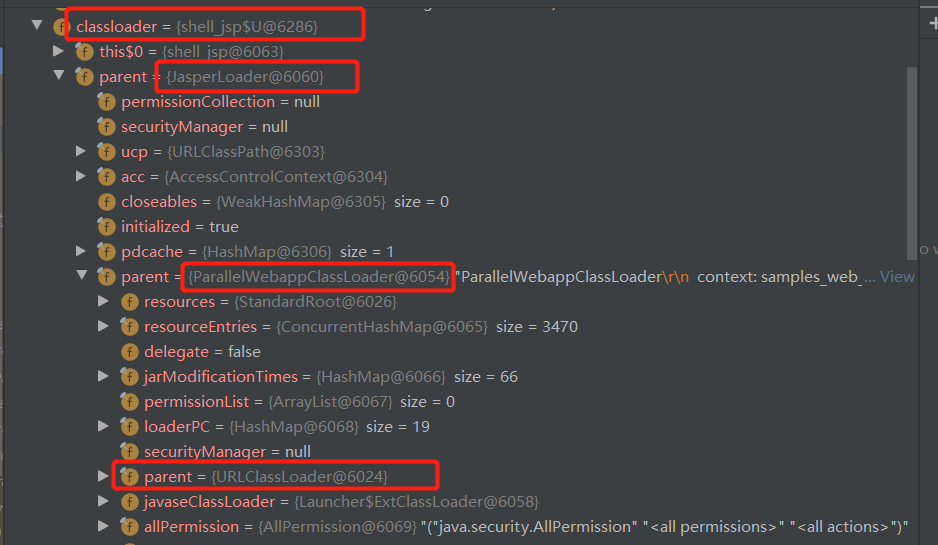 classloader = {shell_jsp$U@6286}
this$0 = {shell_jsp@6063}
parent = {JasperLoader@6060}
permissionCollection = null
securityManager = null
ucp = {URLClassPath@6303}
acc = {AccessControlContext@6304}
closeables = {WeakHashMap@6305} size = 0
initialized = true
pdcache = {HashMap@6306} size = 1
parent = {ParallelWebappClassLoader@6054} "ParallelWebappClassLoader\r\n context: samples_web_... View
resources = {StandardRoot@6026}
resourceEntries = {ConcurrentHashMap@6065} size = 3470
delegate = false
jarModificationTimes = {HashMap@6066} size = 66
permissionList = {ArrayList@6067} size = 0
loaderPC = {HashMap@6068} size = 19
securityManager = null
parent = {URLClassLoader@6024}
javaseClassLoader = {Launcher$ExtClassLoader@6058}
allPermission = {AllPermission@6069} "("java.security.AllPermission" "<all permissions>" "<all actions>")"